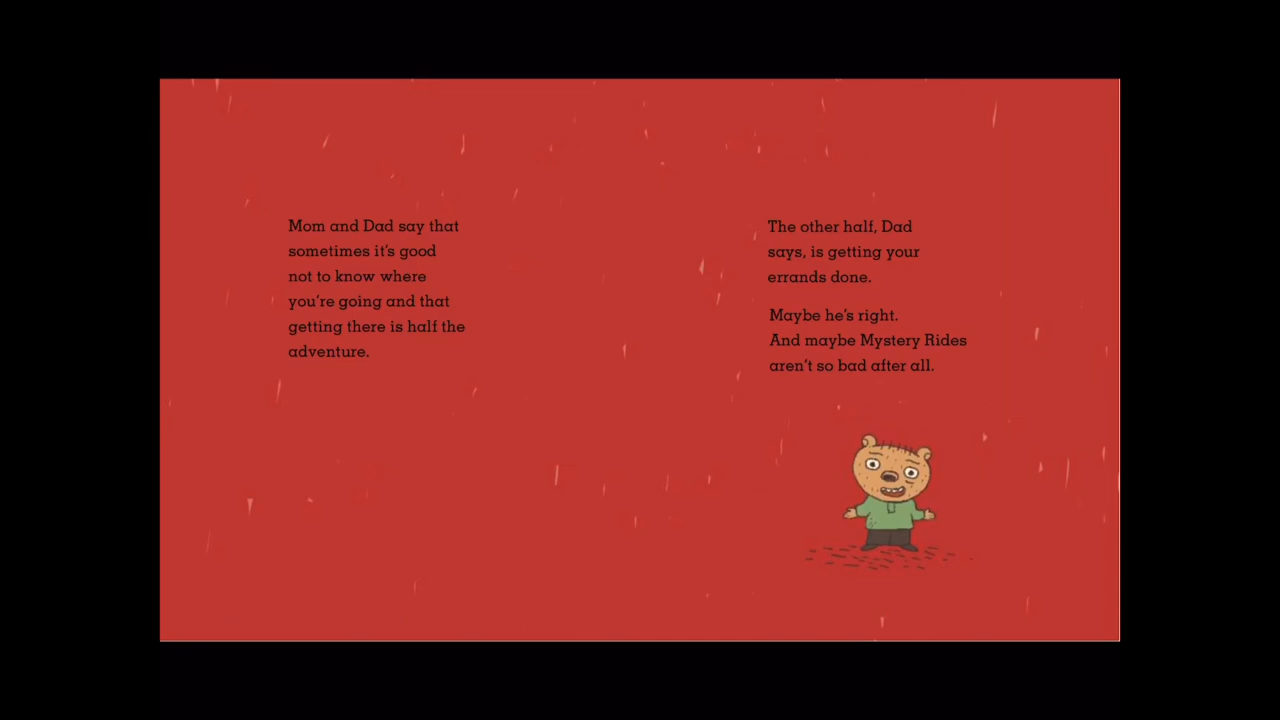 Mom and Dad say that
sometimes it's good
not to know where
you're going and that
getting there is half the
adventure.
The other half, Dad
says, is getting your
errands done.
Maybe he's right.
And maybe Mystery Rides
aren't so bad after all.